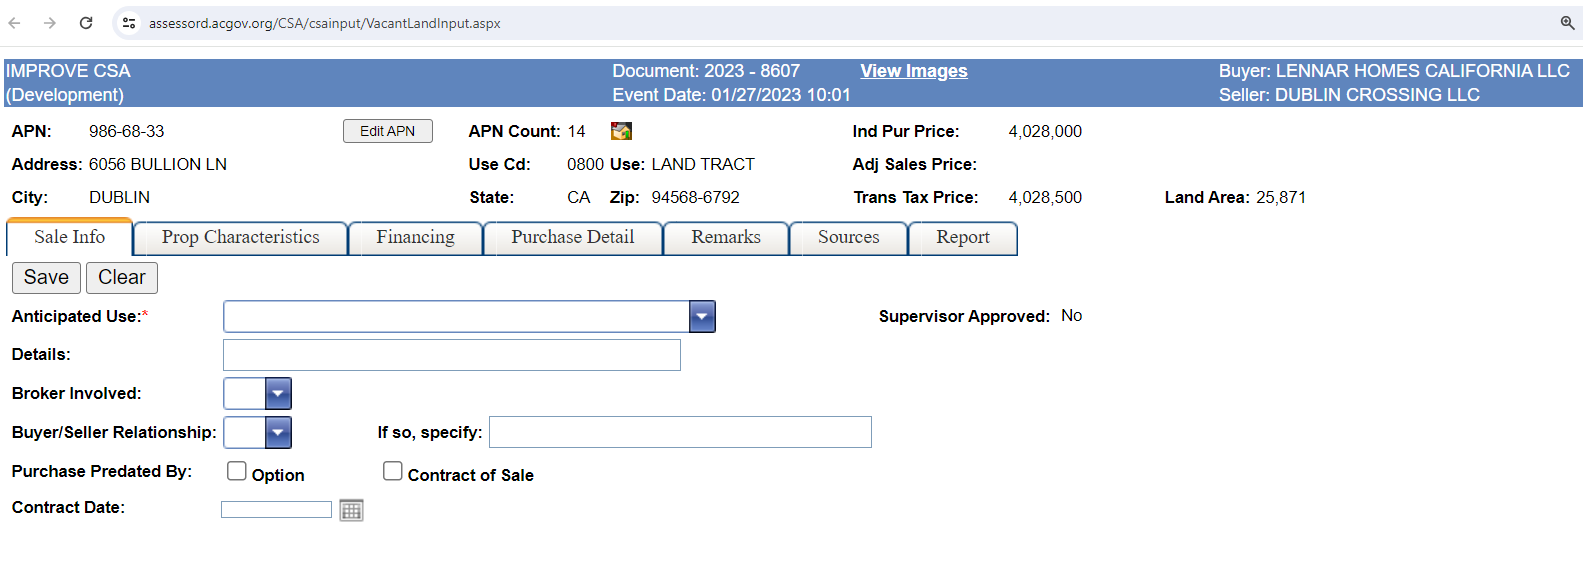 assessord.acgov.org/CSA/csainput/VacantLandInput.aspx
IMPROVE CSA Document: 2023 - 8607 View Images Buyer: LENNAR HOMES CALIFORNIA LLC
(Development) Event Date: 01/27/2023 10:01 Seller: DUBLIN CROSSING LLC
APN: 986-68-33 Edit APN APN Count: 14 Ind Pur Price: 4,028,000
Address: 6056 BULLION LN Use Cd: 0800 Use: LAND TRACT Adj Sales Price:
City: DUBLIN State: CA Zip: 94568-6792 Trans Tax Price: 4,028,500 Land Area: 25,871
Sale Info Prop Characteristics Financing Purchase Detail Remarks Sources Report
Save Clear
Anticipated Use:* Supervisor Approved: No
Details:
Broker Involved:
Buyer/Seller Relationship: If so, specify:
Purchase Predated By: Option Contract of Sale
Contract Date: